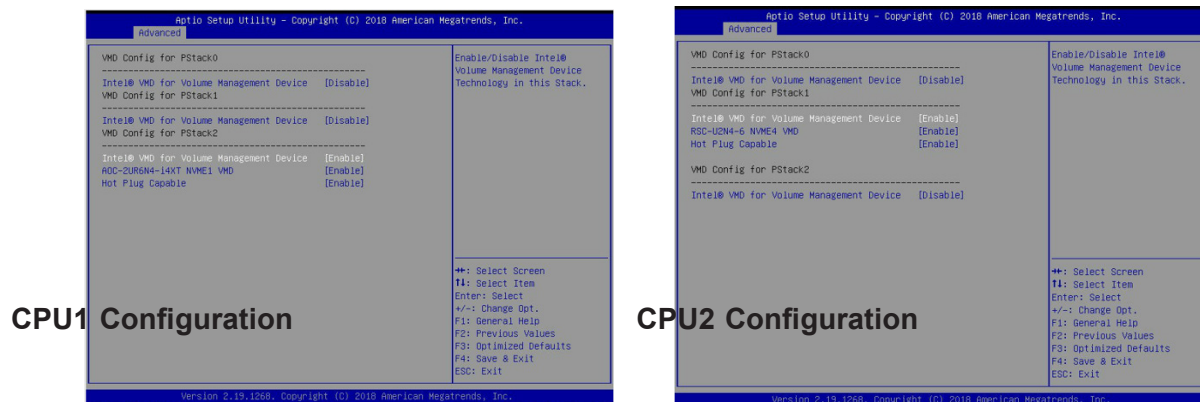 Aptio Setup Utility – Copyright (C) 2018 American Megatrends, Inc.
Advanced
VMD Config for PStack0
--------------------------------------------------
Intel® VMD for Volume Management Device [Disable]
VMD Config for PStack1
--------------------------------------------------
Intel® VMD for Volume Management Device [Disable]
VMD Config for PStack2
--------------------------------------------------
Intel® VMD for Volume Management Device [Enable]
AOC-2UR6N4-i4XT NVME1 VMD [Enable]
Hot Plug Capable [Enable]
Enable/Disable Intel®
Volume Management Device
Technology in this Stack.
→←: Select Screen
↑↓: Select Item
Enter: Select
+/-: Change Opt.
F1: General Help
F2: Previous Values
F3: Optimized Defaults
F4: Save & Exit
ESC: Exit
CPU1 Configuration
Version 2.19.1268. Copyright (C) 2018 American Megatrends, Inc.
Aptio Setup Utility – Copyright (C) 2018 American Megatrends, Inc.
Advanced
VMD Config for PStack0
--------------------------------------------------
Intel® VMD for Volume Management Device [Disable]
VMD Config for PStack1
--------------------------------------------------
Intel® VMD for Volume Management Device [Enable]
RSC-U2N4-6 NVME4 VMD [Enable]
Hot Plug Capable [Enable]
VMD Config for PStack2
--------------------------------------------------
Intel® VMD for Volume Management Device [Disable]
Enable/Disable Intel®
Volume Management Device
Technology in this Stack.
→←: Select Screen
↑↓: Select Item
Enter: Select
+/-: Change Opt.
F1: General Help
F2: Previous Values
F3: Optimized Defaults
F4: Save & Exit
ESC: Exit
CPU2 Configuration
Version 2.19.1268. Copyright (C) 2018 American Megatrends, Inc.